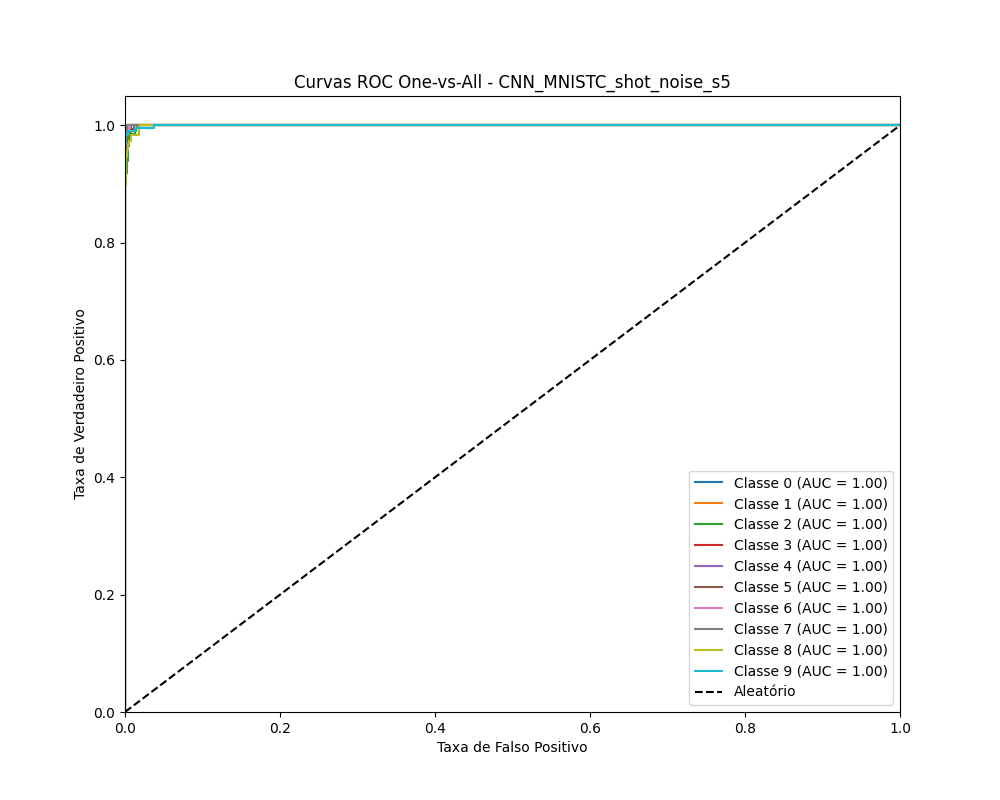 Curvas ROC One-vs-All - CNN_MNISTC_shot_noise_s5
1.0
0.8
0.6
0.4
0.2
0.0
Taxa de Verdadeiro Positivo
Classe 0 (AUC = 1.00)
Classe 1 (AUC = 1.00)
Classe 2 (AUC = 1.00)
Classe 3 (AUC = 1.00)
Classe 4 (AUC = 1.00)
Classe 5 (AUC = 1.00)
Classe 6 (AUC = 1.00)
Classe 7 (AUC = 1.00)
Classe 8 (AUC = 1.00)
Classe 9 (AUC = 1.00)
Aleatório
0.0 0.2 0.4 0.6 0.8 1.0
Taxa de Falso Positivo